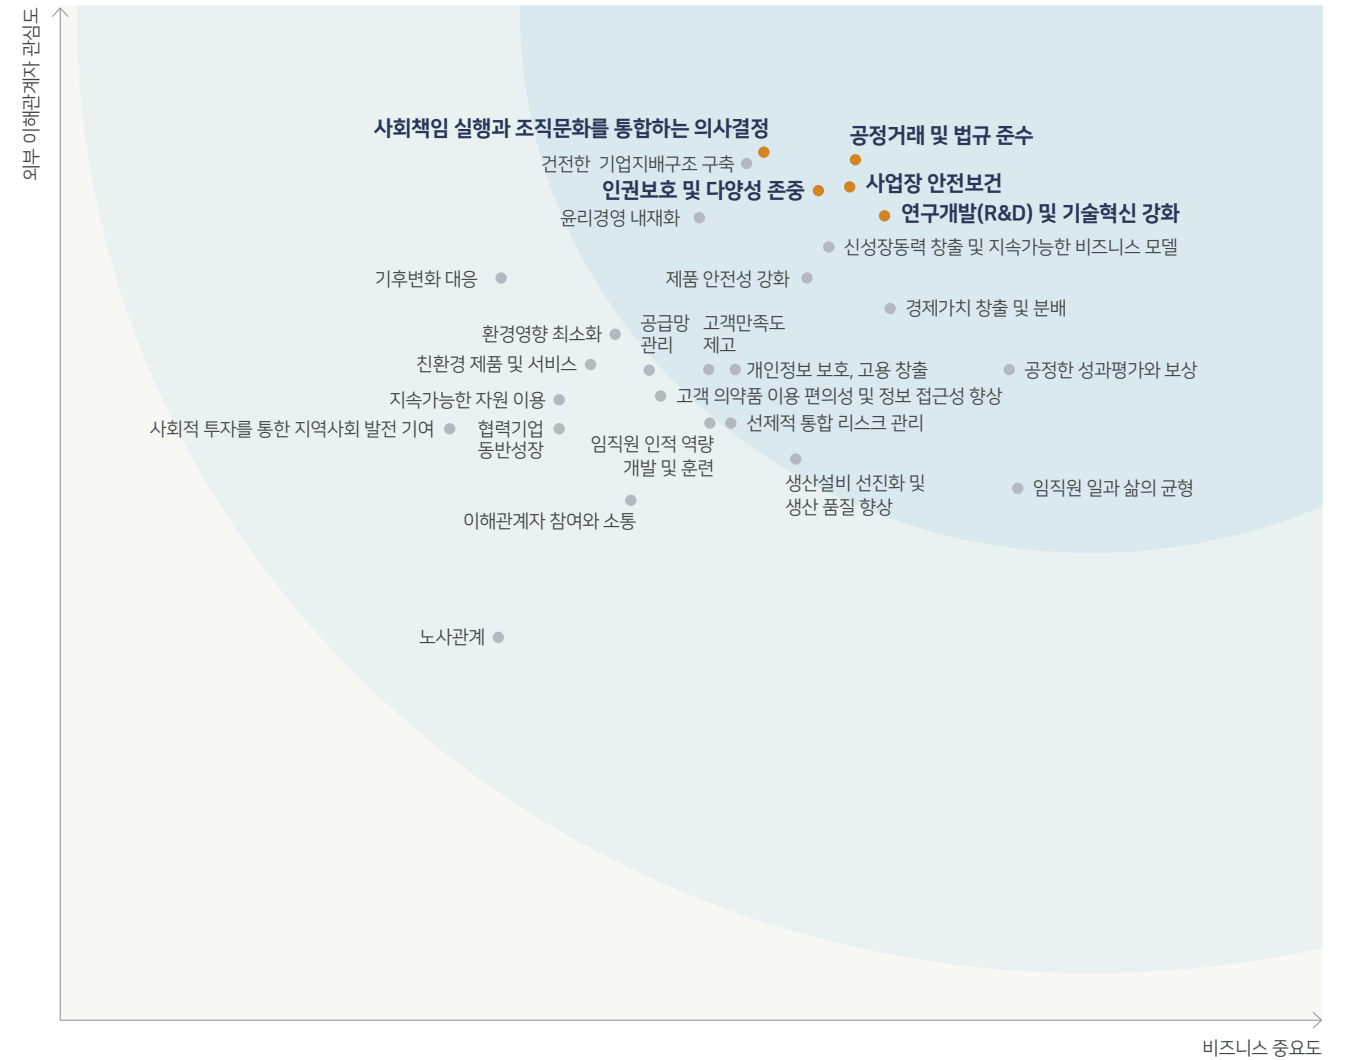 외부 이해관계자 관심도
사회책임 실행과 조직문화를 통합하는 의사결정
공정거래 및 법규 준수
건전한 기업지배구조 구축
인권보호 및 다양성 존중
사업장 안전보건
윤리경영 내재화
연구개발(R&D) 및 기술혁신 강화
신성장동력 창출 및 지속가능한 비즈니스 모델
기후변화 대응
제품 안전성 강화
경제가치 창출 및 분배
환경영향 최소화
공급망
관리
고객만족도
제고
친환경 제품 및 서비스
개인정보 보호, 고용 창출
공정한 성과평가와 보상
지속가능한 자원 이용
고객 의약품 이용 편의성 및 정보 접근성 향상
사회적 투자를 통한 지역사회 발전 기여
협력기업
동반성장
선제적 통합 리스크 관리
임직원 인적 역량
개발 및 훈련
생산설비 선진화 및
생산 품질 향상
임직원 일과 삶의 균형
이해관계자 참여와 소통
노사관계
비즈니스 중요도